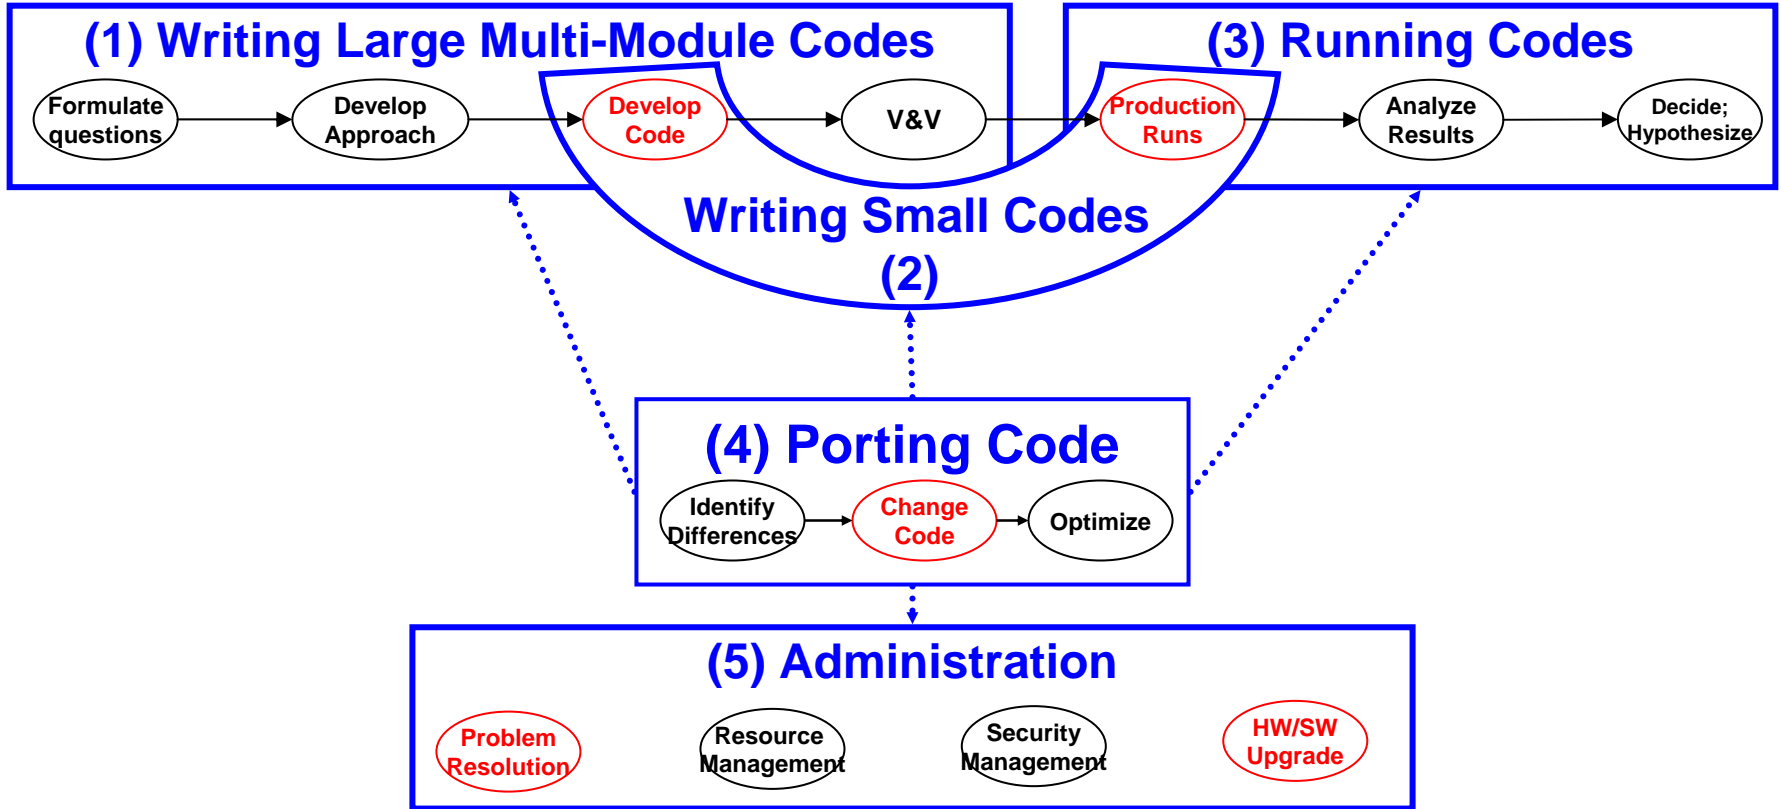 (1) Writing Large Multi-Module Codes
(3) Running Codes
Formulate
questions
Develop
Approach
Develop
Code
V&V
Production
Runs
Analyze
Results
Decide;
Hypothesize
Writing Small Codes
(2)
(4) Porting Code
Identify
Differences
Change
Code
Optimize
(5) Administration
Problem
Resolution
Resource
Management
Security
Management
HW/SW
Upgrade